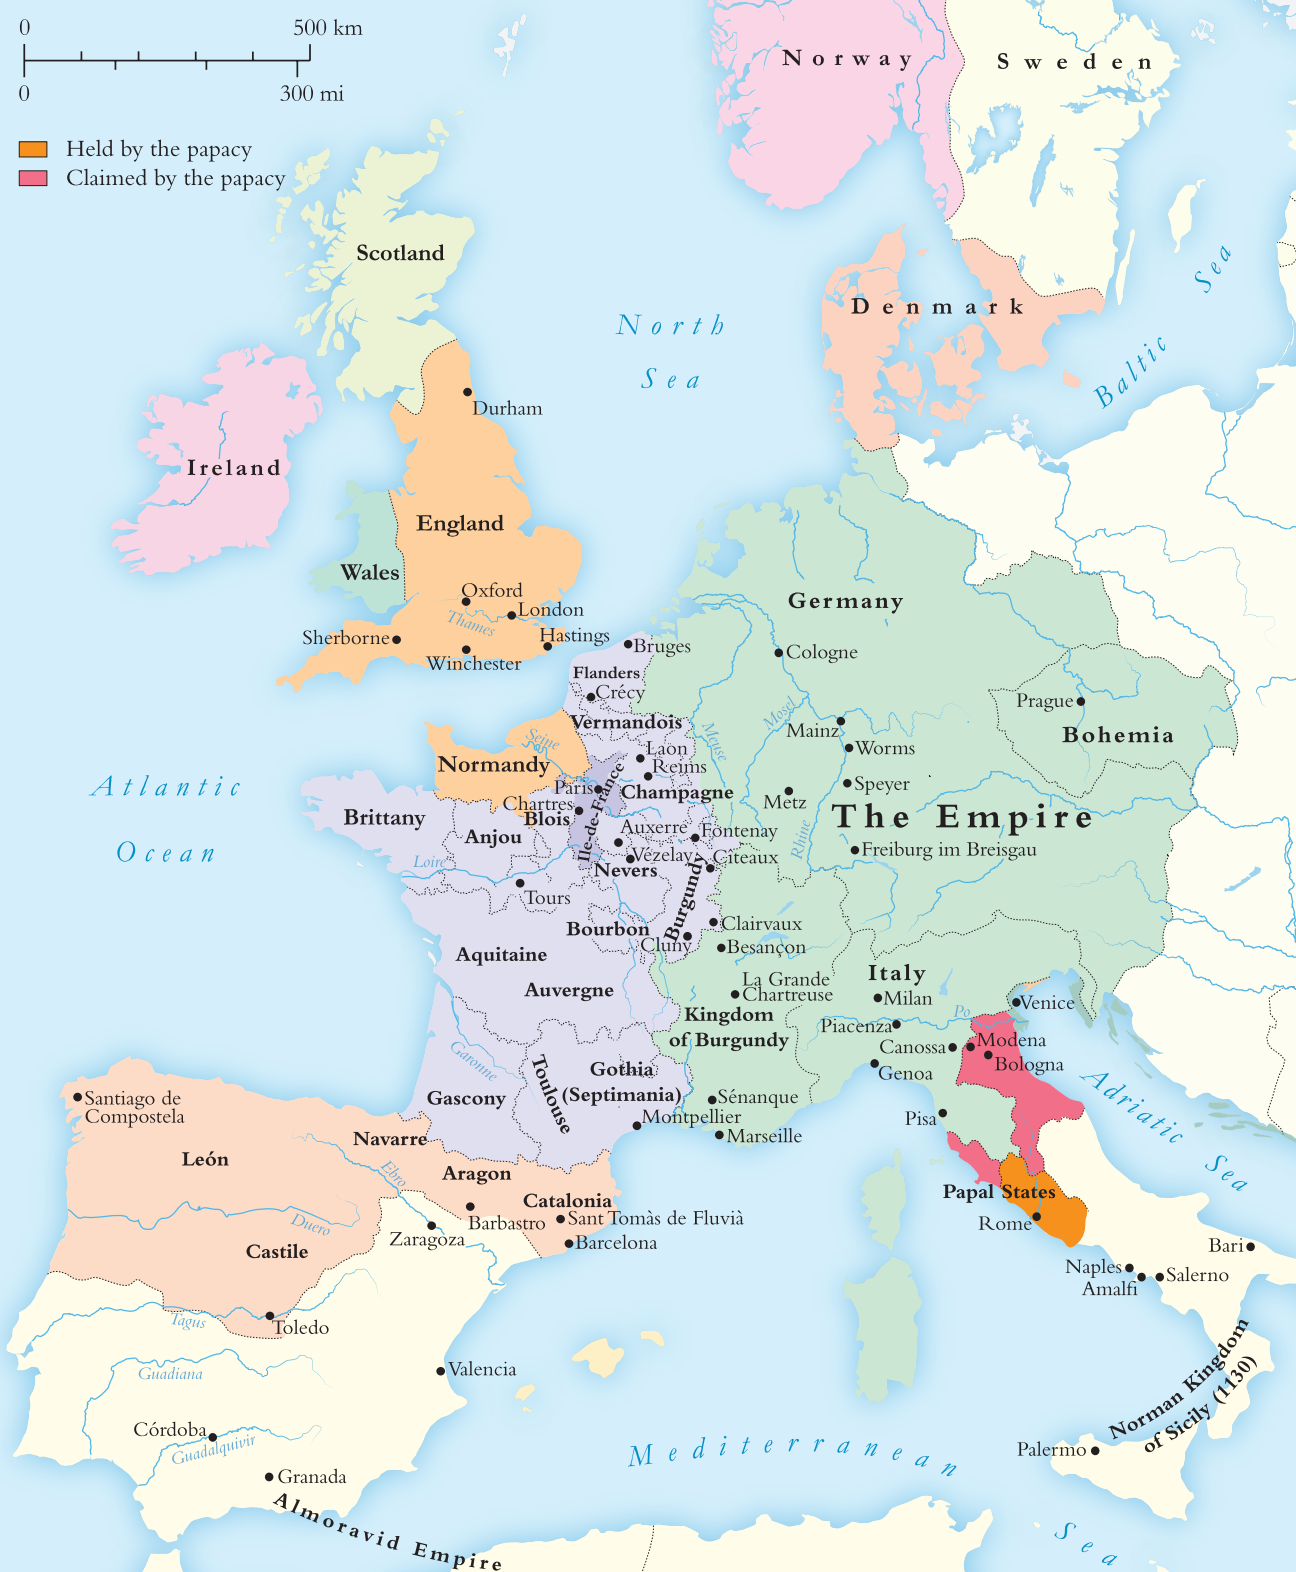 0 500 km
0 300 mi
Held by the papacy
Claimed by the papacy
Norway
Sweden
Scotland
North
Sea
Denmark
Baltic Sea
Durham
Ireland
England
Wales
Oxford
London
Thames
Sherborne
Hastings
Winchester
Germany
Bruges
Cologne
Flanders
Crécy
Vermandois
Mosel
Meuse
Mainz
Worms
Prague
Bohemia
Seine
Normandy
Laon
Reims
Paris
Île-de-France
Champagne
Metz
Speyer
Atlantic
Ocean
Brittany
Chartres
Blois
Anjou
The Empire
Auxerre
Fontenay
Rhine
Freiburg im Breisgau
Vézelay
Cîteaux
Loire
Nevers
Burgundy
Tours
Bourbon
Clairvaux
Cluny
Besançon
Aquitaine
Auvergne
La Grande
Chartreuse
Italy
Milan
Venice
Kingdom
of Burgundy
Piacenza
Po
Canossa
Modena
Bologna
Genoa
Garonne
Toulouse
Gothia
(Septimania)
Gascony
Sénanque
Montpellier
Marseille
Pisa
Adriatic Sea
Santiago de
Compostela
León
Navarre
Ebro
Aragon
Catalonia
Barbastro
Sant Tomàs de Fluvià
Barcelona
Duero
Zaragoza
Castile
Papal States
Rome
Bari
Naples
Amalfi
Salerno
Tagus
Toledo
Guadiana
Valencia
Norman Kingdom
of Sicily (1130)
Córdoba
Guadalquivir
Granada
Palermo
Mediterranean
Sea
Almoravid Empire